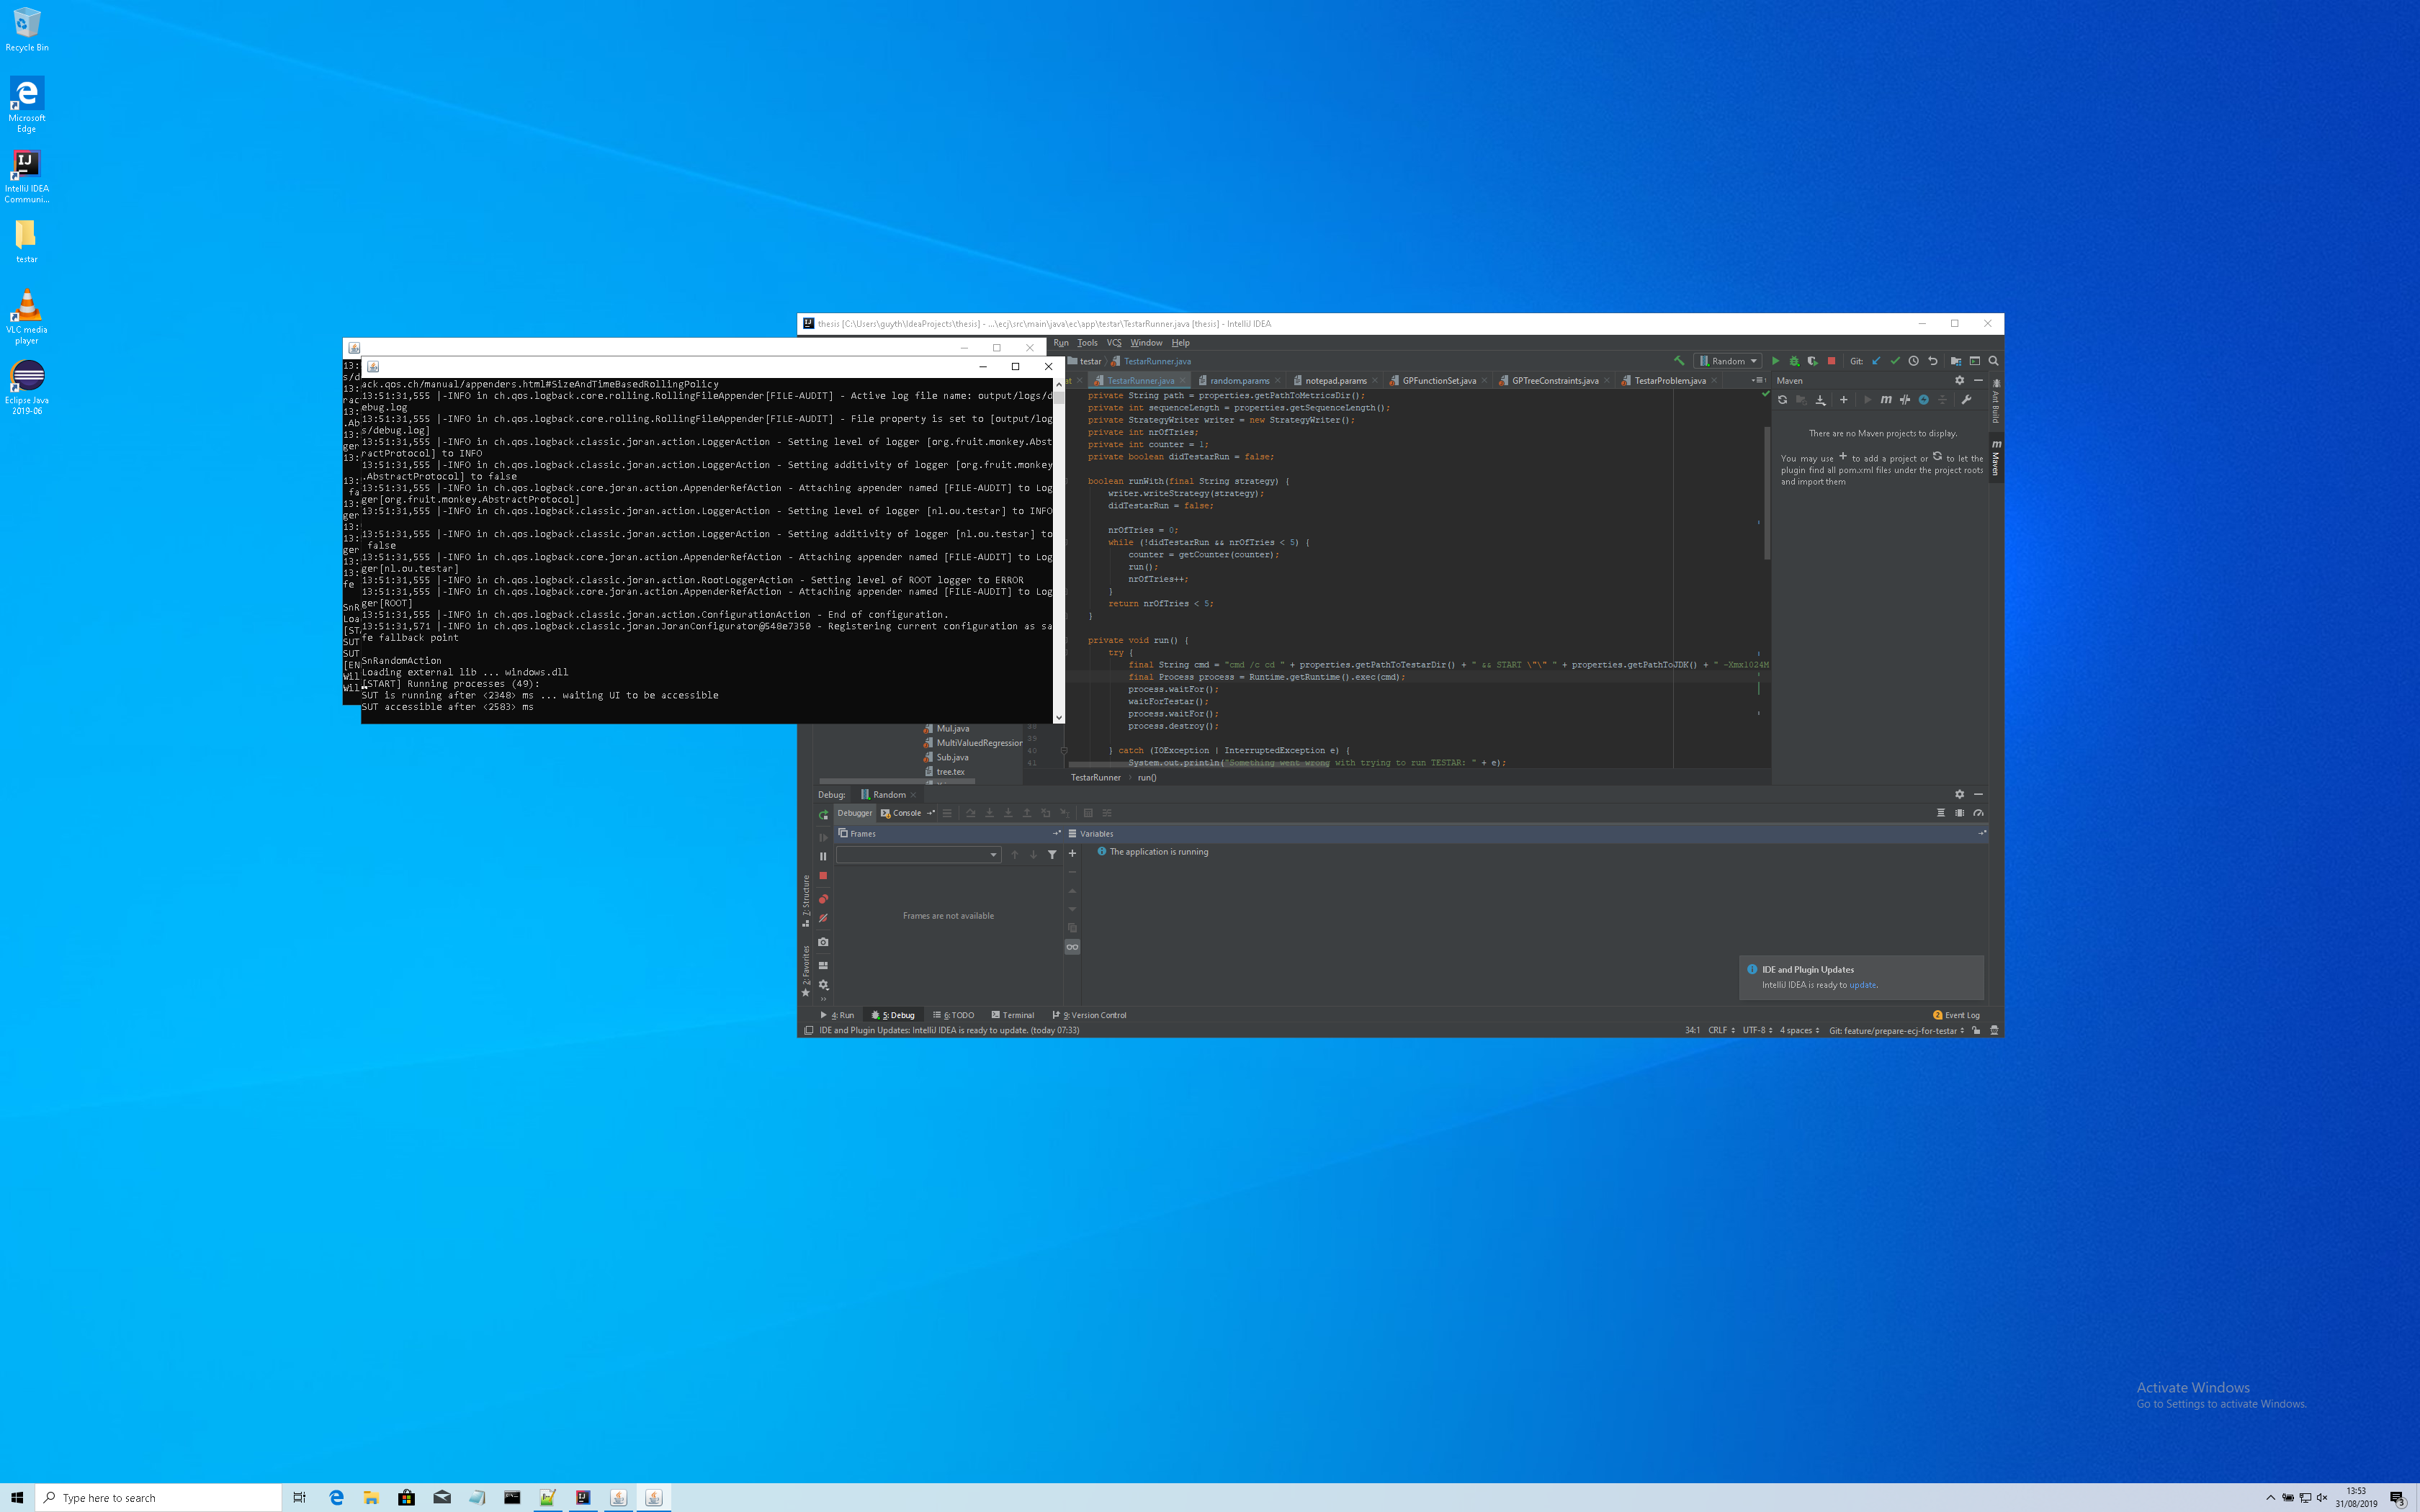 Recycle Bin
Microsoft
Edge
IntelliJ IDEA
Communi...
testar
VLC media
player
Eclipse Java
2019-06
thesis [C:\Users\guyth\IdeaProjects\thesis] - ...\ecj\src\main\java\ec\app\testar\TestarRunner.java [thesis] - IntelliJ IDEA
Run Tools VCS Window Help
testar TestarRunner.java
Random
Git:
TestarRunner.java random.params notepad.params GPFunctionSet.java GPTreeConstraints.java TestarProblem.java
Maven
There are no Maven projects to display.
You may use + to add a project or to let the
plugin find all pom.xml files under the project roots
and import them
Ant Build
Maven
private String path = properties.getPathToMetricsDir();
private int sequenceLength = properties.getSequenceLength();
private StrategyWriter writer = new StrategyWriter();
private int nrOfTries;
private int counter = 1;
private boolean didTestarRun = false;
boolean runWith(final String strategy) {
writer.writeStrategy(strategy);
didTestarRun = false;
nrOfTries = 0;
while (!didTestarRun && nrOfTries < 5) {
counter = getCounter(counter);
run();
nrOfTries++;
}
return nrOfTries < 5;
}
private void run() {
try {
final String cmd = "cmd /c cd " + properties.getPathToTestarDir() + " && START \"\" " + properties.getPathToJDK() + " -Xmx1024M
final Process process = Runtime.getRuntime().exec(cmd);
process.waitFor();
waitForTestar();
process.waitFor();
process.destroy();
39
40 } catch (IOException | InterruptedException e) {
41 System.out.println("Something went wrong with trying to run TESTAR: " + e);
TestarRunner › run()
ack.qos.ch/manual/appenders.html#SizeAndTimeBasedRollingPolicy
13:51:31,555 |-INFO in ch.qos.logback.core.rolling.RollingFileAppender[FILE-AUDIT] - Active log file name: output/logs/d
ebug.log
13:51:31,555 |-INFO in ch.qos.logback.core.rolling.RollingFileAppender[FILE-AUDIT] - File property is set to [output/log
s/debug.log]
13:51:31,555 |-INFO in ch.qos.logback.classic.joran.action.LoggerAction - Setting level of logger [org.fruit.monkey.Abst
ractProtocol] to INFO
13:51:31,555 |-INFO in ch.qos.logback.classic.joran.action.LoggerAction - Setting additivity of logger [org.fruit.monkey
.AbstractProtocol] to false
13:51:31,555 |-INFO in ch.qos.logback.core.joran.action.AppenderRefAction - Attaching appender named [FILE-AUDIT] to Log
ger[org.fruit.monkey.AbstractProtocol]
13:51:31,555 |-INFO in ch.qos.logback.classic.joran.action.LoggerAction - Setting level of logger [nl.ou.testar] to INFO
13:51:31,555 |-INFO in ch.qos.logback.classic.joran.action.LoggerAction - Setting additivity of logger [nl.ou.testar] to
false
13:51:31,555 |-INFO in ch.qos.logback.core.joran.action.AppenderRefAction - Attaching appender named [FILE-AUDIT] to Log
ger[nl.ou.testar]
13:51:31,555 |-INFO in ch.qos.logback.classic.joran.action.RootLoggerAction - Setting level of ROOT logger to ERROR
13:51:31,555 |-INFO in ch.qos.logback.core.joran.action.AppenderRefAction - Attaching appender named [FILE-AUDIT] to Log
ger[ROOT]
13:51:31,555 |-INFO in ch.qos.logback.classic.joran.action.ConfigurationAction - End of configuration.
13:51:31,571 |-INFO in ch.qos.logback.classic.joran.JoranConfigurator@548e7350 - Registering current configuration as sa
fe fallback point
SnRandomAction
Loading external lib ... windows.dll
[START] Running processes (49):
SUT is running after <2348> ms ... waiting UI to be accessible
SUT accessible after <2583> ms
Mul.java
MultiValuedRegression
Sub.java
tree.tex
Debug: Random
Debugger Console
Frames
Variables
The application is running
Frames are not available
7: Structure
2: Favorites
IDE and Plugin Updates
IntelliJ IDEA is ready to update.
4: Run 5: Debug 6: TODO Terminal 9: Version Control
2 Event Log
IDE and Plugin Updates: IntelliJ IDEA is ready to update. (today 07:33)
34:1 CRLF UTF-8 4 spaces Git: feature/prepare-ecj-for-testar
Activate Windows
Go to Settings to activate Windows.
Type here to search
13:53
31/08/2019
3